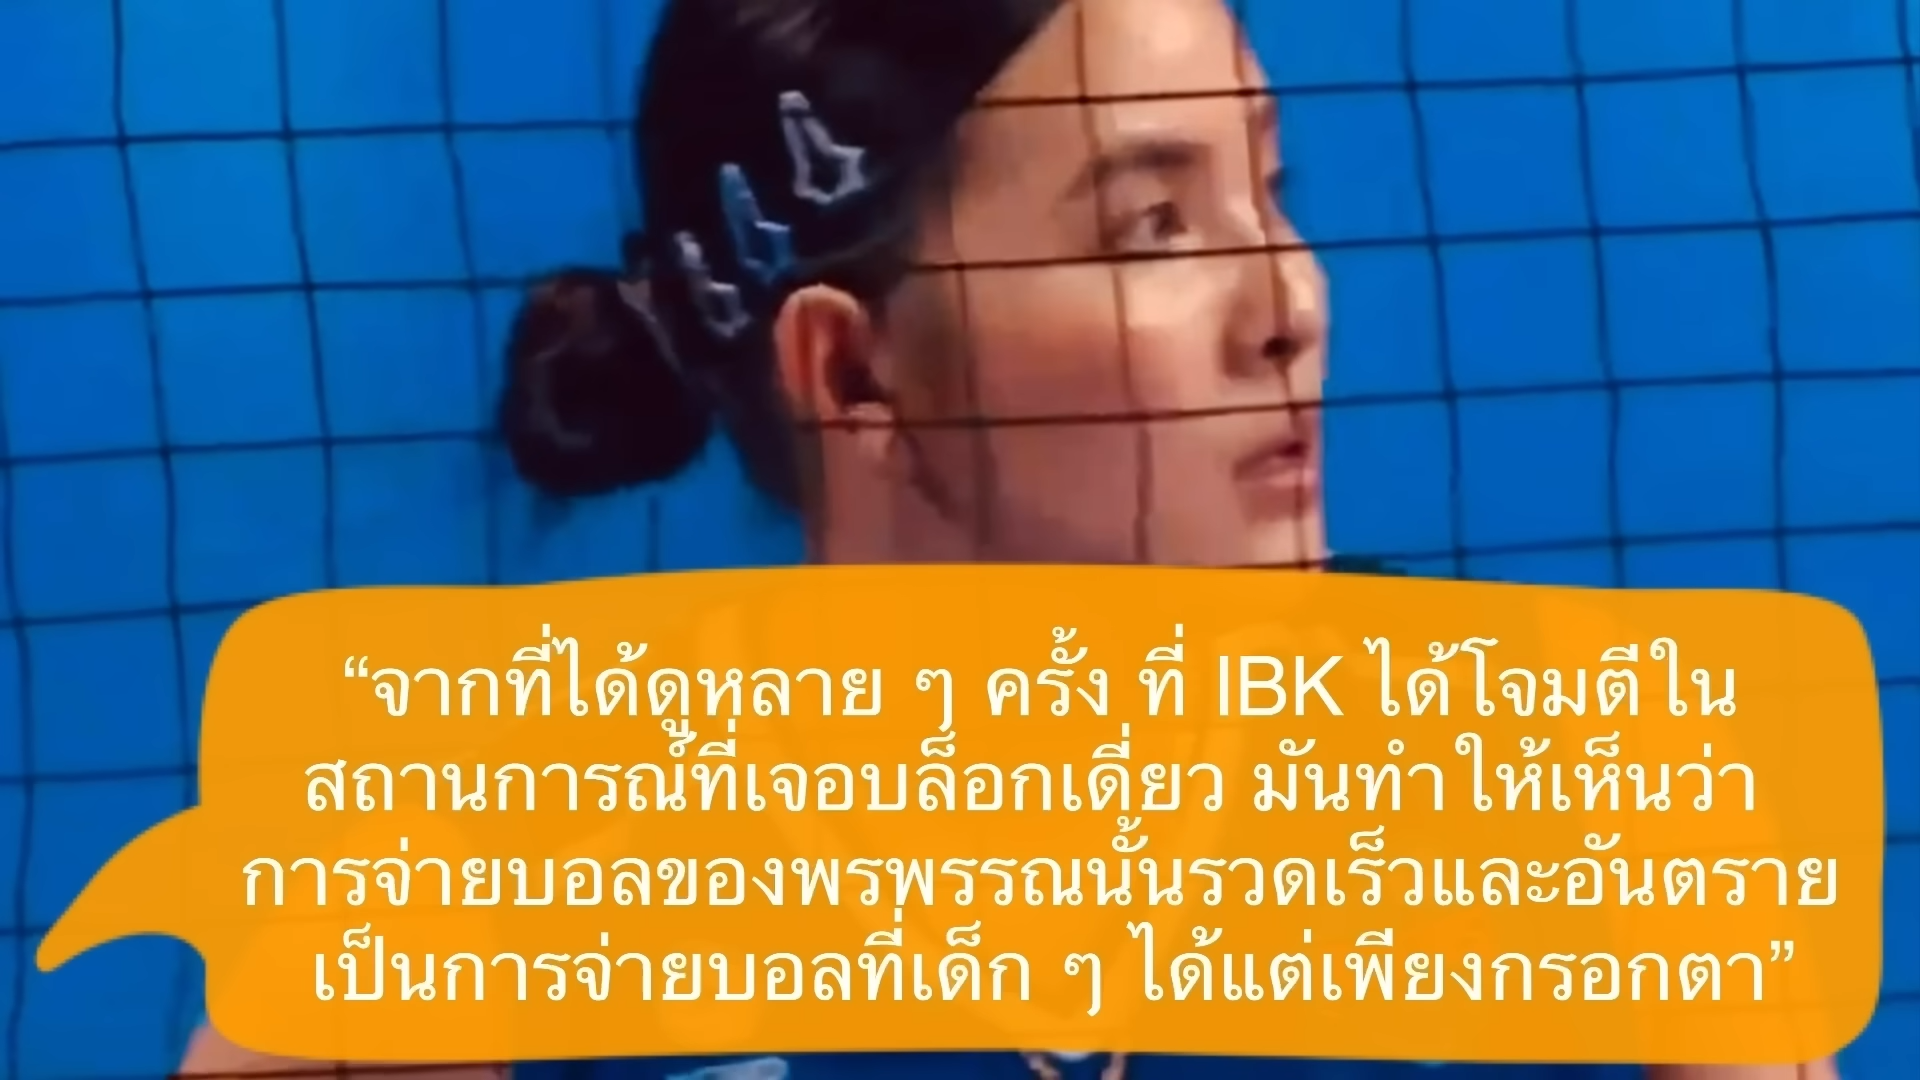 “จากที่ได้ดูหลาย ๆ ครั้ง ที่ IBK ได้โจมตีใน
สถานการณ์ที่เจอบล็อกเดี่ยว มันทำให้เห็นว่า
การจ่ายบอลของพรพรรณนั้นรวดเร็วและอันตราย
เป็นการจ่ายบอลที่เด็ก ๆ ได้แต่เพียงกรอกตา”